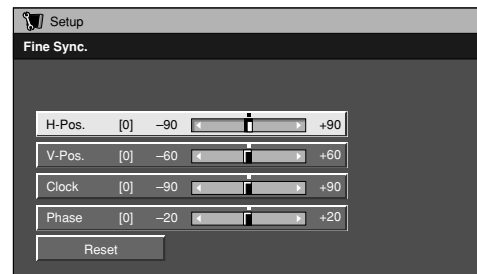 Setup
Fine Sync.
H-Pos. [0] –90 +90
V-Pos. [0] –60 +60
Clock [0] –90 +90
Phase [0] –20 +20
Reset